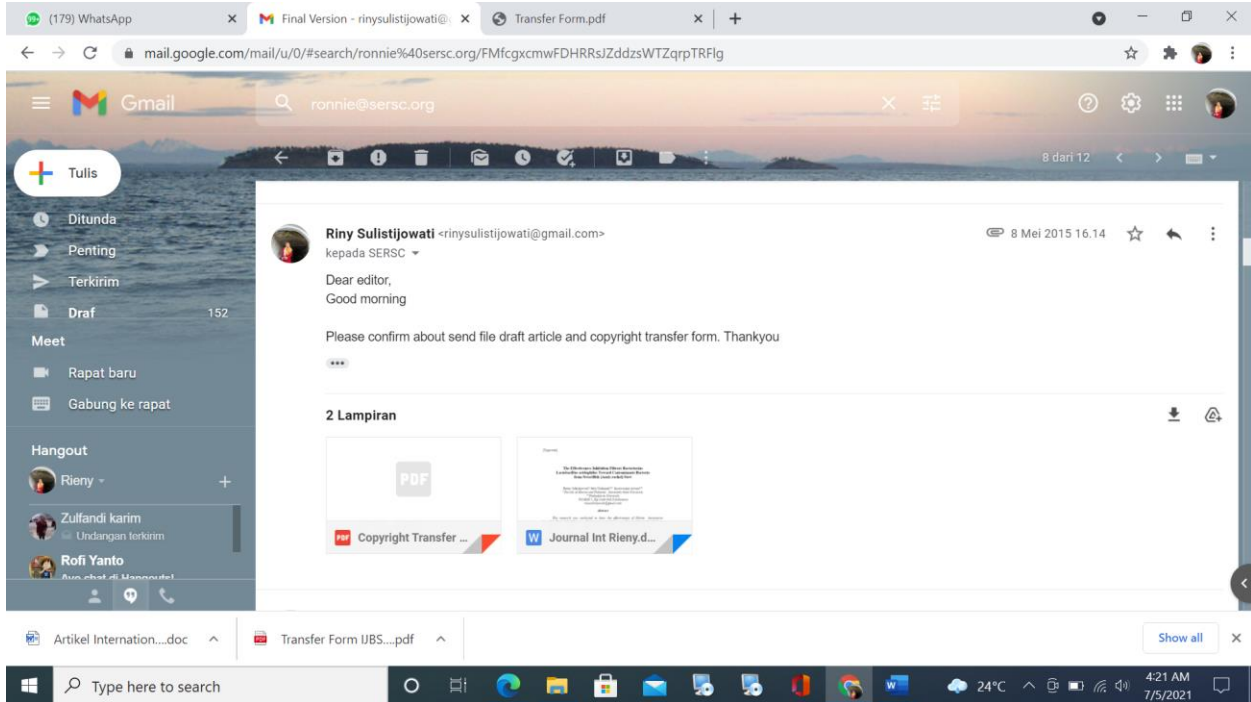 (179) WhatsApp
Final Version - rinysulistijowati@
Transfer Form.pdf
mail.google.com/mail/u/0/#search/ronnie%40sersc.org/FMfcgxcmwFDHRRsJZddzsWTZqrpTRFlg
Gmail
ronnie@sersc.org
Tulis
8 dari 12
Ditunda
Penting
Terkirim
Draf 152
Meet
Rapat baru
Gabung ke rapat
Hangout
Rieny
Zulfandi karim
Undangan terkirim
Rofi Yanto
Ayo chat di Hangouts!
Riny Sulistijowati <rinysulistijowati@gmail.com>
8 Mei 2015 16.14
kepada SERSC
Dear editor,
Good morning
Please confirm about send file draft article and copyright transfer form. Thankyou
2 Lampiran
PDF
PDF Copyright Transfer ...
W Journal Int Rieny.d...
Artikel Internation....doc
Transfer Form IJBS....pdf
Show all
Type here to search
24°C
4:21 AM
7/5/2021